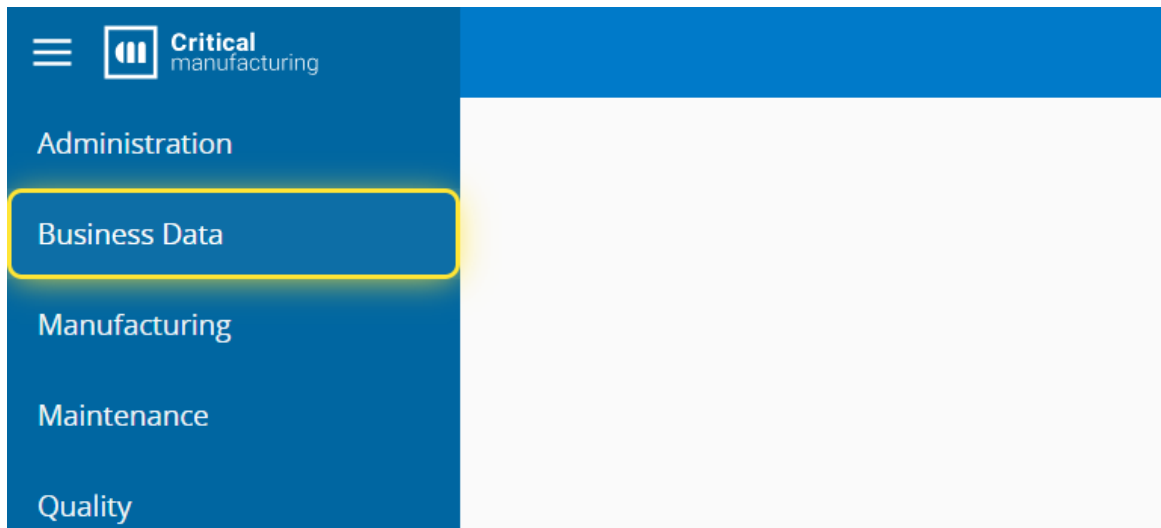 Critical
manufacturing
Administration
Business Data
Manufacturing
Maintenance
Quality